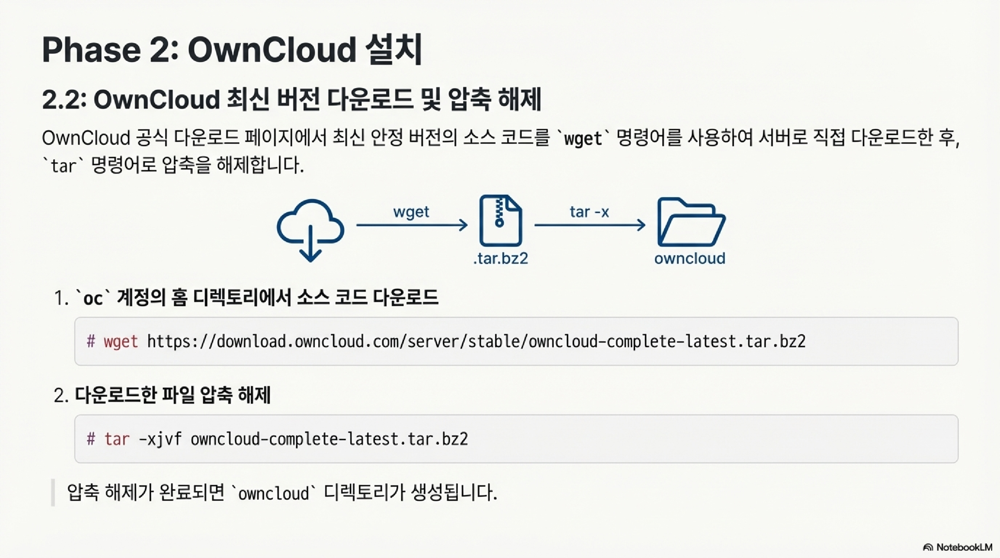 Phase 2: OwnCloud 설치
2.2: OwnCloud 최신 버전 다운로드 및 압축 해제
OwnCloud 공식 다운로드 페이지에서 최신 안정 버전의 소스 코드를 `wget` 명령어를 사용하여 서버로 직접 다운로드한 후,
`tar` 명령어로 압축을 해제합니다.
wget
tar -x
.tar.bz2
owncloud
1. `oc` 계정의 홈 디렉토리에서 소스 코드 다운로드
# wget https://download.owncloud.com/server/stable/owncloud-complete-latest.tar.bz2
2. 다운로드한 파일 압축 해제
# tar -xjvf owncloud-complete-latest.tar.bz2
압축 해제가 완료되면 `owncloud` 디렉토리가 생성됩니다.
NotebookLM